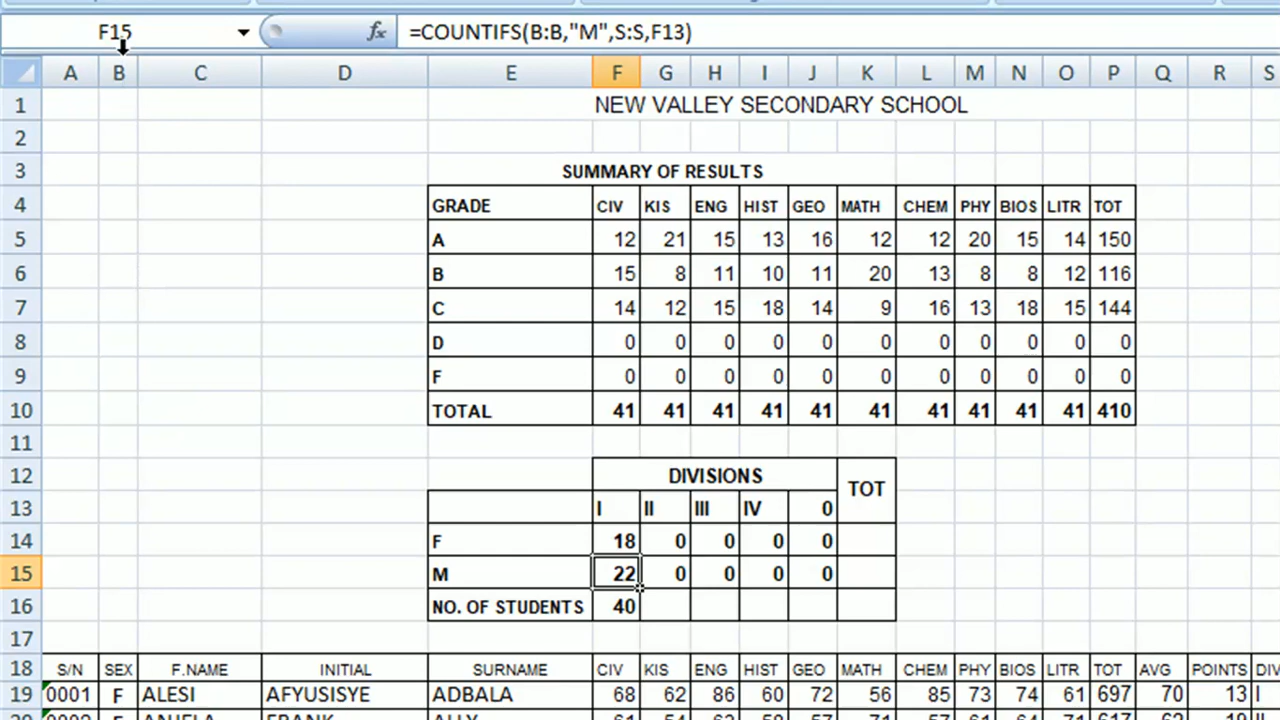 F15 fx =COUNTIFS(B:B,"M",S:S,F13)
A B C D E F G H I J K L M N O P Q R S
1 NEW VALLEY SECONDARY SCHOOL
2
3 SUMMARY OF RESULTS
4 GRADE CIV KIS ENG HIST GEO MATH CHEM PHY BIOS LITR TOT
5 A 12 21 15 13 16 12 12 20 15 14 150
6 B 15 8 11 10 11 20 13 8 8 12 116
7 C 14 12 15 18 14 9 16 13 18 15 144
8 D 0 0 0 0 0 0 0 0 0 0 0
9 F 0 0 0 0 0 0 0 0 0 0 0
10 TOTAL 41 41 41 41 41 41 41 41 41 41 410
11
12 DIVISIONS TOT
13 I II III IV 0
14 F 18 0 0 0 0
15 M 22 0 0 0 0
16 NO. OF STUDENTS 40
17
18 S/N SEX F.NAME INITIAL SURNAME CIV KIS ENG HIST GEO MATH CHEM PHY BIOS LITR TOT AVG POINTS DIV
19 0001 F ALESI AFYUSISYE ADBALA 68 62 86 60 72 56 85 73 74 61 697 70 13 I